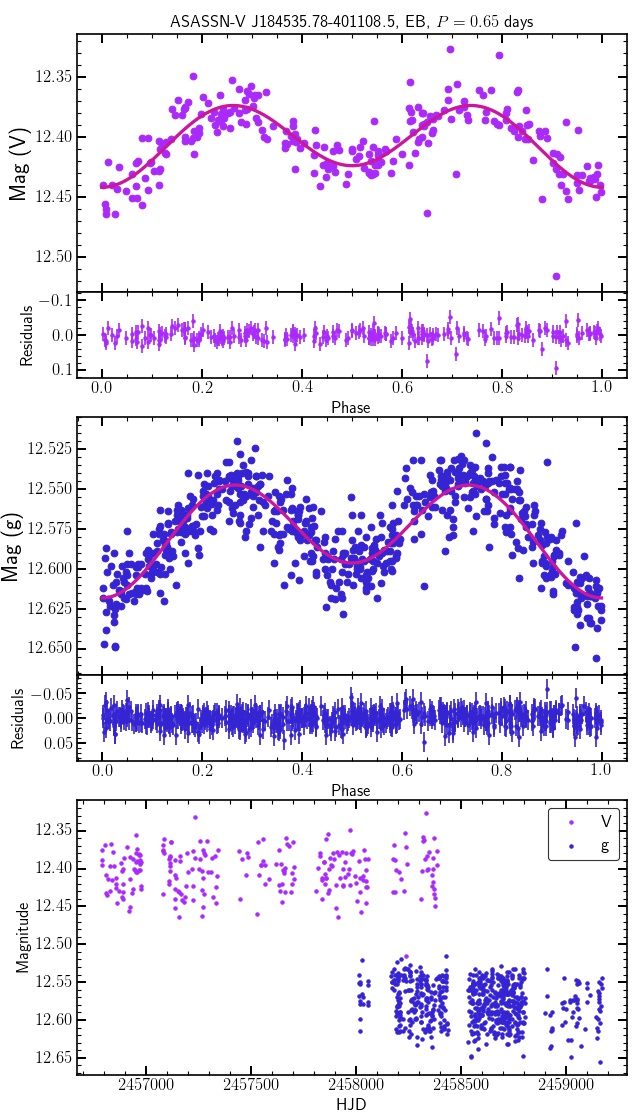 ASASSN-V J184535.78-401108.5, EB, P = 0.65 days
Mag (V)
12.35
12.40
12.45
12.50
Residuals
−0.1
0.0
0.1
0.0 0.2 0.4 0.6 0.8 1.0
Phase
Mag (g)
12.525
12.550
12.575
12.600
12.625
12.650
Residuals
−0.05
0.00
0.05
0.0 0.2 0.4 0.6 0.8 1.0
Phase
V
g
Magnitude
12.35
12.40
12.45
12.50
12.55
12.60
12.65
2457000 2457500 2458000 2458500 2459000
HJD